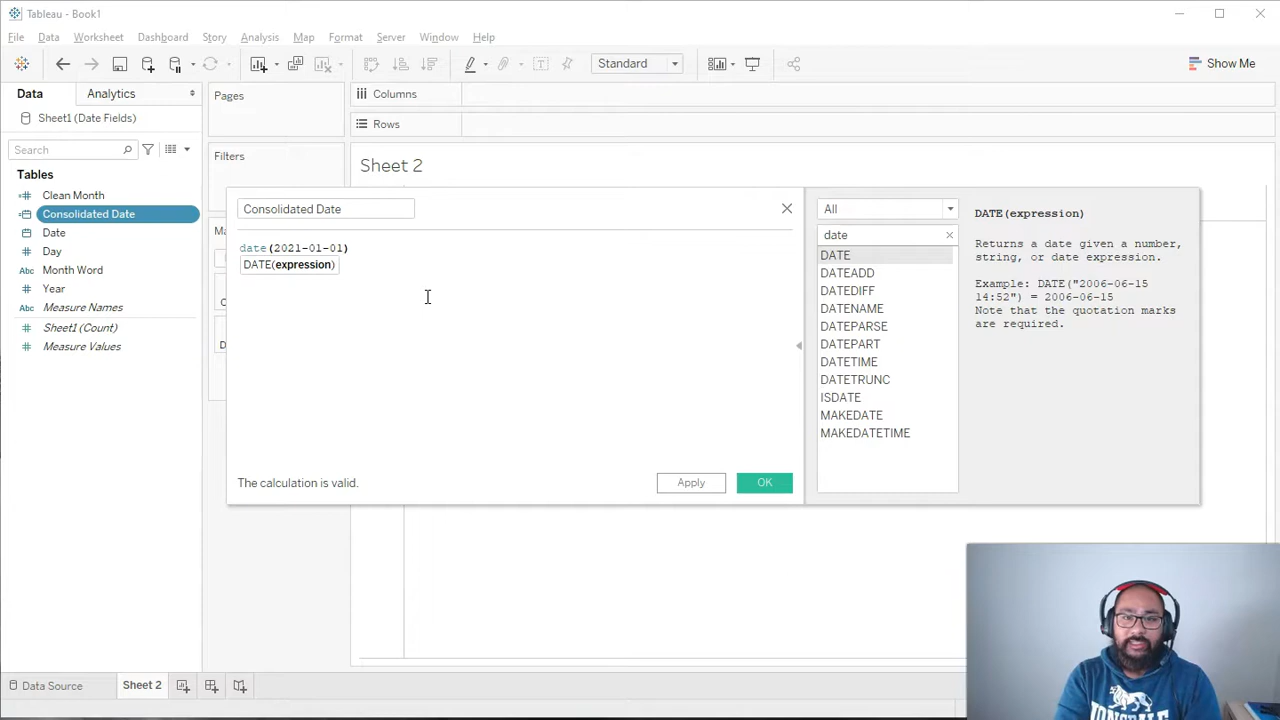 Tableau - Book1
File Data Worksheet Dashboard Story Analysis Map Format Server Window Help
Standard
Show Me
Data Analytics
Sheet1 (Date Fields)
Search
Tables
Clean Month
Consolidated Date
Date
Day
Abc Month Word
Year
Abc Measure Names
Sheet1 (Count)
Measure Values
Pages
Filters
Ma
C
D
Columns
Rows
Sheet 2
Consolidated Date
date(2021-01-01)
DATE(expression)
The calculation is valid.
Apply
OK
All
date
DATE
DATEADD
DATEDIFF
DATENAME
DATEPARSE
DATEPART
DATETIME
DATETRUNC
ISDATE
MAKEDATE
MAKEDATETIME
DATE(expression)
Returns a date given a number,
string, or date expression.
Example: DATE("2006-06-15
14:52") = 2006-06-15
Note that the quotation marks
are required.
LONSDALE
Data Source
Sheet 2